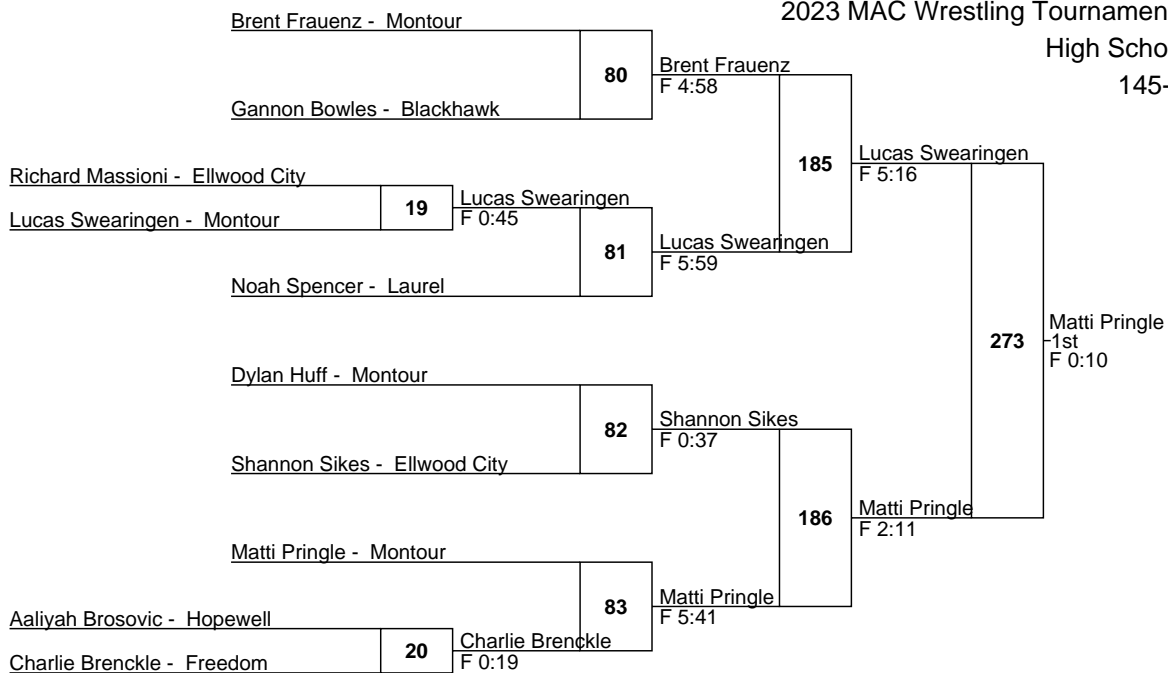 2023 MAC Wrestling Tournamen
High Scho
145-
Brent Frauenz - Montour
80
Brent Frauenz
F 4:58
Gannon Bowles - Blackhawk
185
Lucas Swearingen
F 5:16
Richard Massioni - Ellwood City
19
Lucas Swearingen
F 0:45
Lucas Swearingen - Montour
81
Lucas Swearingen
F 5:59
Noah Spencer - Laurel
273
Matti Pringle
1st
F 0:10
Dylan Huff - Montour
82
Shannon Sikes
F 0:37
Shannon Sikes - Ellwood City
186
Matti Pringle
F 2:11
Matti Pringle - Montour
83
Matti Pringle
F 5:41
Aaliyah Brosovic - Hopewell
20
Charlie Brenckle
F 0:19
Charlie Brenckle - Freedom